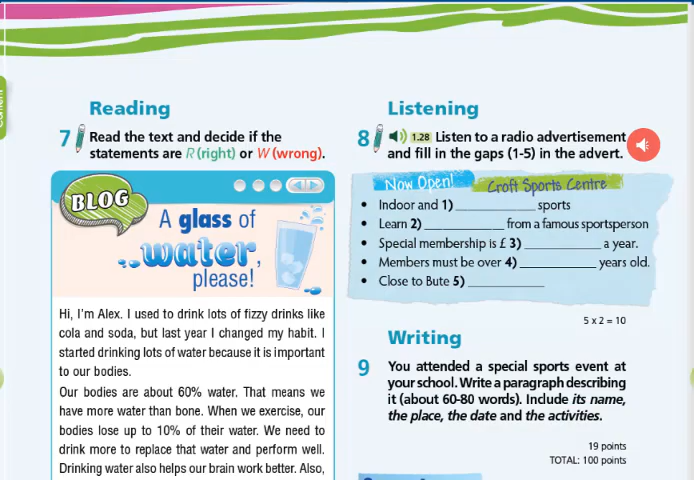 Reading
7 Read the text and decide if the
statements are R (right) or W (wrong).
BLOG
A glass of
water,
please!
Hi, I'm Alex. I used to drink lots of fizzy drinks like
cola and soda, but last year I changed my habit. I
started drinking lots of water because it is important
to our bodies.
Our bodies are about 60% water. That means we
have more water than bone. When we exercise, our
bodies lose up to 10% of their water. We need to
drink more to replace that water and perform well.
Drinking water also helps our brain work better. Also,
Listening
8 1.28 Listen to a radio advertisement
and fill in the gaps (1-5) in the advert.
Now Open! Croft Sports Centre
• Indoor and 1) ____________ sports
• Learn 2) ____________ from a famous sportsperson
• Special membership is £ 3) ____________ a year.
• Members must be over 4) ____________ years old.
• Close to Bute 5) ____________
5 x 2 = 10
Writing
9 You attended a special sports event at
your school. Write a paragraph describing
it (about 60-80 words). Include its name,
the place, the date and the activities.
19 points
TOTAL: 100 points